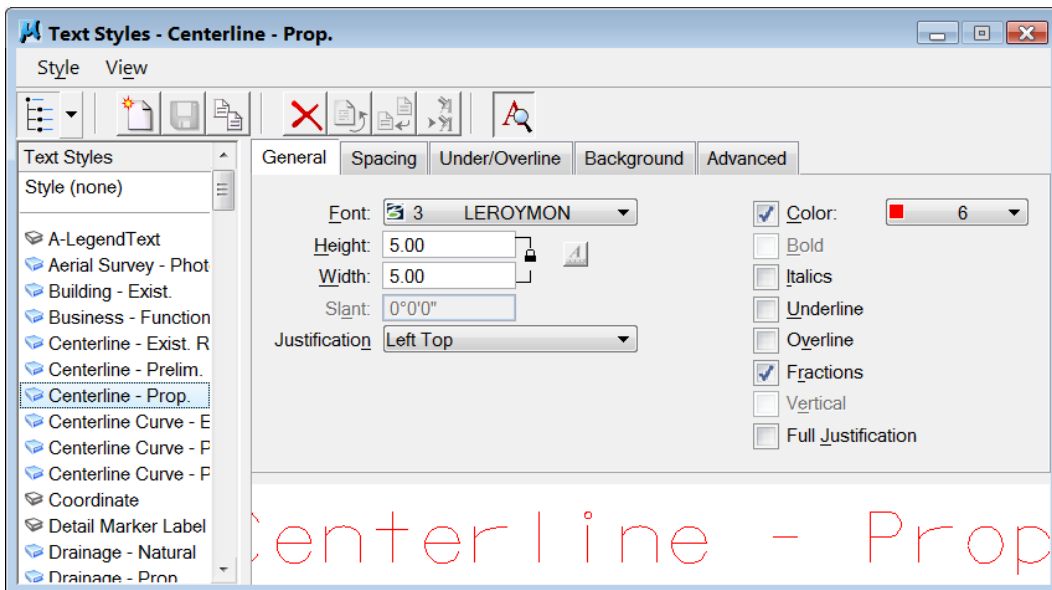 Text Styles - Centerline - Prop.
Style View
Text Styles
Style (none)
A-LegendText
Aerial Survey - Phot
Building - Exist.
Business - Function
Centerline - Exist. R
Centerline - Prelim.
Centerline - Prop.
Centerline Curve - E
Centerline Curve - P
Centerline Curve - P
Coordinate
Detail Marker Label
Drainage - Natural
Drainage - Prop
General Spacing Under/Overline Background Advanced
Font: 3 LEROYMON
Height: 5.00
Width: 5.00
Slant: 0°0'0"
Justification Left Top
Color: 6
Bold
Italics
Underline
Overline
Fractions
Vertical
Full Justification
Centerline - Prop